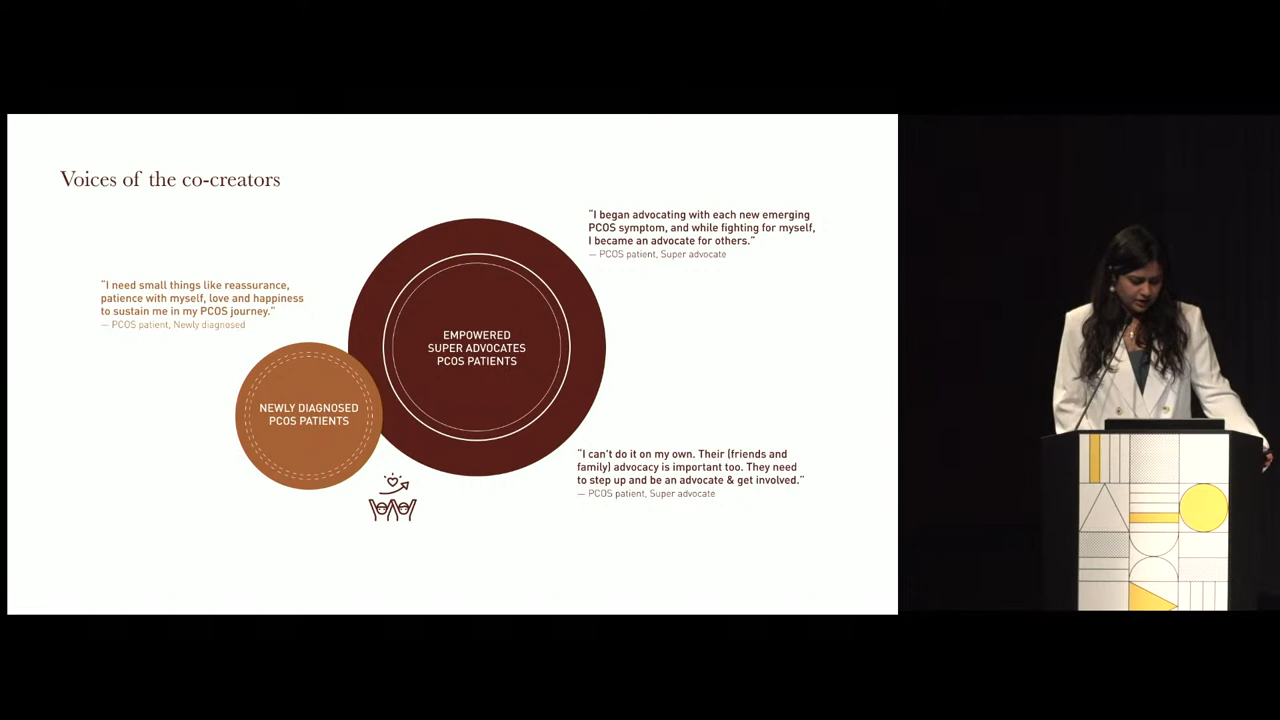 Voices of the co-creators
“I began advocating with each new emerging
PCOS symptom, and while fighting for myself,
I became an advocate for others.”
— PCOS patient, Super advocate
“I need small things like reassurance,
patience with myself, love and happiness
to sustain me in my PCOS journey.”
— PCOS patient, Newly diagnosed
EMPOWERED
SUPER ADVOCATES
PCOS PATIENTS
NEWLY DIAGNOSED
PCOS PATIENTS
“I can't do it on my own. Their (friends and
family) advocacy is important too. They need
to step up and be an advocate & get involved.”
— PCOS patient, Super advocate